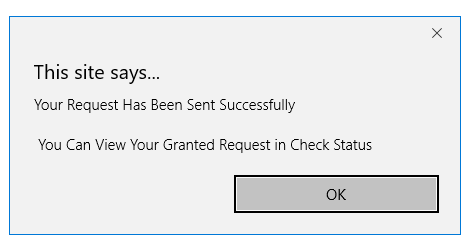 This site says...
Your Request Has Been Sent Successfully
You Can View Your Granted Request in Check Status
OK